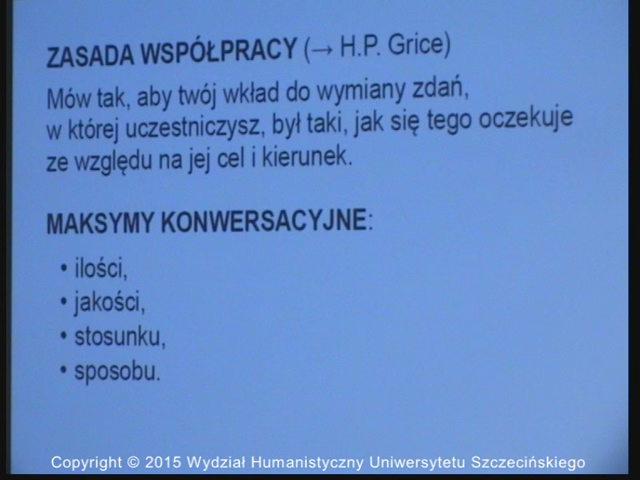 ZASADA WSPÓŁPRACY (→ H.P. Grice)
Mów tak, aby twój wkład do wymiany zdań,
w której uczestniczysz, był taki, jak się tego oczekuje
ze względu na jej cel i kierunek.
MAKSYMY KONWERSACYJNE:
• ilości,
• jakości,
• stosunku,
• sposobu.
Copyright © 2015 Wydział Humanistyczny Uniwersytetu Szczecińskiego